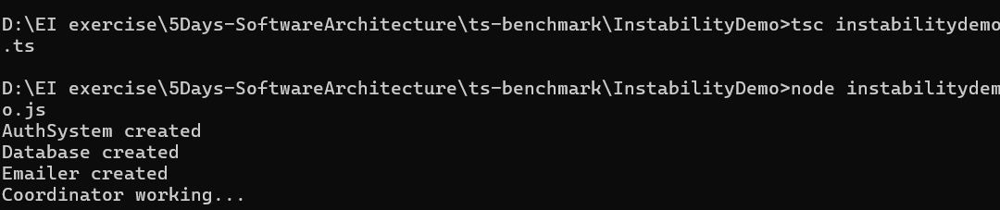 D:\EI exercise\5Days-SoftwareArchitecture\ts-benchmark\InstabilityDemo>tsc instabilitydemo
.ts
D:\EI exercise\5Days-SoftwareArchitecture\ts-benchmark\InstabilityDemo>node instabilitydem
o.js
AuthSystem created
Database created
Emailer created
Coordinator working...